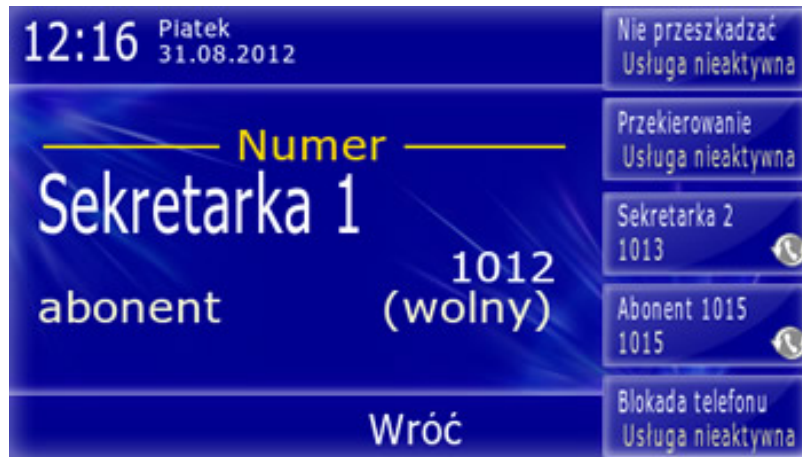 12:16 Piatek
31.08.2012
Numer
Sekretarka 1
1012
abonent (wolny)
Wróć
Nie przeszkadzać
Usługa nieaktywna
Przekierowanie
Usługa nieaktywna
Sekretarka 2
1013
Abonent 1015
1015
Blokada telefonu
Usługa nieaktywna